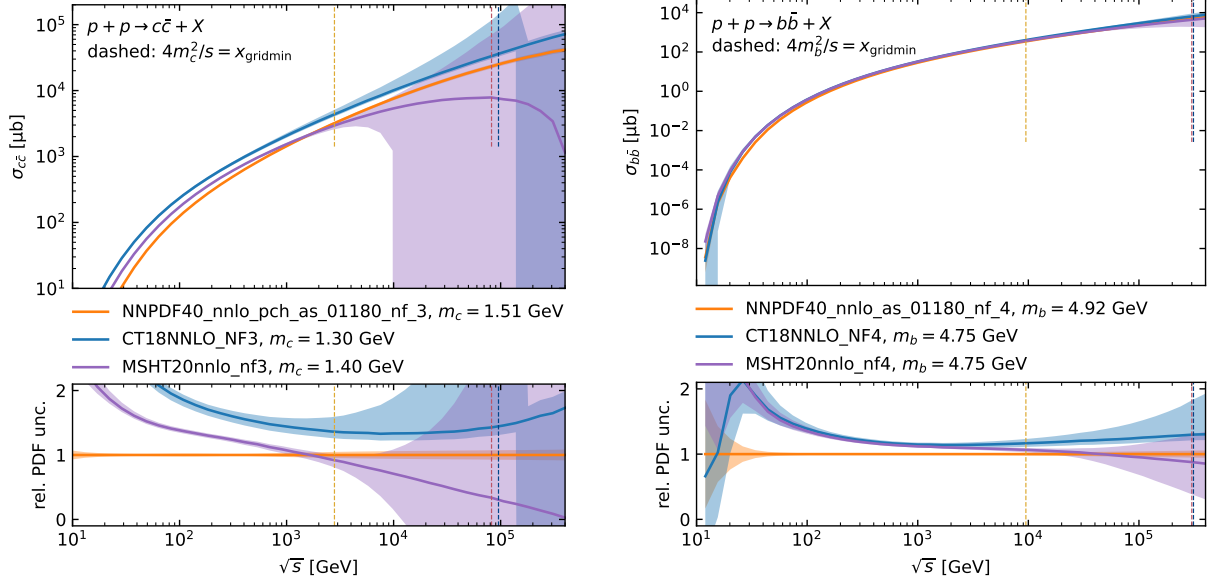 p + p → cc̄ + X
dashed: 4m_c^2/s = x_gridmin
σ_cc̄ [µb]
10^5
10^4
10^3
10^2
10^1
NNPDF40_nnlo_pch_as_01180_nf_3, m_c = 1.51 GeV
CT18NNLO_NF3, m_c = 1.30 GeV
MSHT20nnlo_nf3, m_c = 1.40 GeV
rel. PDF unc.
2
1
0
10^1 10^2 10^3 10^4 10^5
√s [GeV]
p + p → bb̄ + X
dashed: 4m_b^2/s = x_gridmin
σ_bb̄ [µb]
10^4
10^2
10^0
10^−2
10^−4
10^−6
10^−8
NNPDF40_nnlo_as_01180_nf_4, m_b = 4.92 GeV
CT18NNLO_NF4, m_b = 4.75 GeV
MSHT20nnlo_nf4, m_b = 4.75 GeV
rel. PDF unc.
2
1
0
10^1 10^2 10^3 10^4 10^5
√s [GeV]